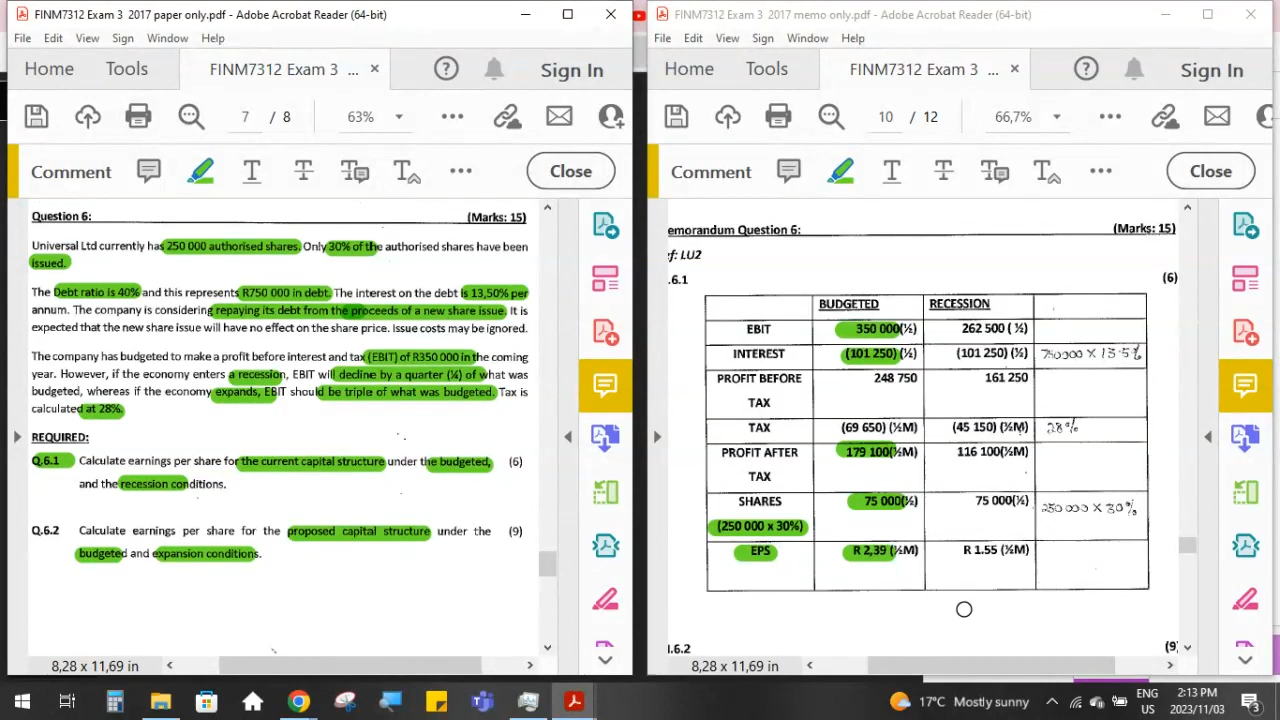 FINM7312 Exam 3 2017 paper only.pdf - Adobe Acrobat Reader (64-bit)
File Edit View Sign Window Help
Home Tools FINM7312 Exam 3 ... × Sign In
7 / 8 63%
Comment Close
Question 6: (Marks: 15)
Universal Ltd currently has 250 000 authorised shares. Only 30% of the authorised shares have been
issued.
The Debt ratio is 40% and this represents R750 000 in debt. The interest on the debt is 13,50% per
annum. The company is considering repaying its debt from the proceeds of a new share issue. It is
expected that the new share issue will have no effect on the share price. Issue costs may be ignored.
The company has budgeted to make a profit before interest and tax (EBIT) of R350 000 in the coming
year. However, if the economy enters a recession, EBIT will decline by a quarter (¼) of what was
budgeted, whereas if the economy expands, EBIT should be triple of what was budgeted. Tax is
calculated at 28%.
REQUIRED:
Q.6.1 Calculate earnings per share for the current capital structure under the budgeted, (6)
and the recession conditions.
Q.6.2 Calculate earnings per share for the proposed capital structure under the (9)
budgeted and expansion conditions.
8,28 x 11,69 in
FINM7312 Exam 3 2017 memo only.pdf - Adobe Acrobat Reader (64-bit)
File Edit View Sign Window Help
Home Tools FINM7312 Exam 3 ... × Sign In
10 / 12 66,7%
Comment Close
emorandum Question 6: (Marks: 15)
ef: LU2
.6.1 (6)
BUDGETED RECESSION
EBIT 350 000(½) 262 500 ( ½)
INTEREST (101 250) (½) (101 250) (½) 750000 × 13.5%
PROFIT BEFORE 248 750 161 250
TAX
TAX (69 650) (½M) (45 150) (½M) 28%
PROFIT AFTER 179 100(½M) 116 100(½M)
TAX
SHARES 75 000(½) 75 000(½) 250 000 × 30%
(250 000 x 30%)
EPS R 2,39 (½M) R 1.55 (½M)
.6.2 (9)
8,28 x 11,69 in
17°C Mostly sunny
ENG
US
2:13 PM
2023/11/03
3